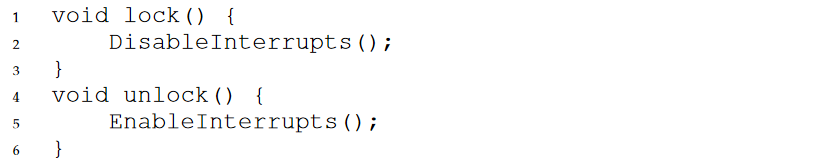 1 void lock() {
2     DisableInterrupts();
3 }
4 void unlock() {
5     EnableInterrupts();
6 }